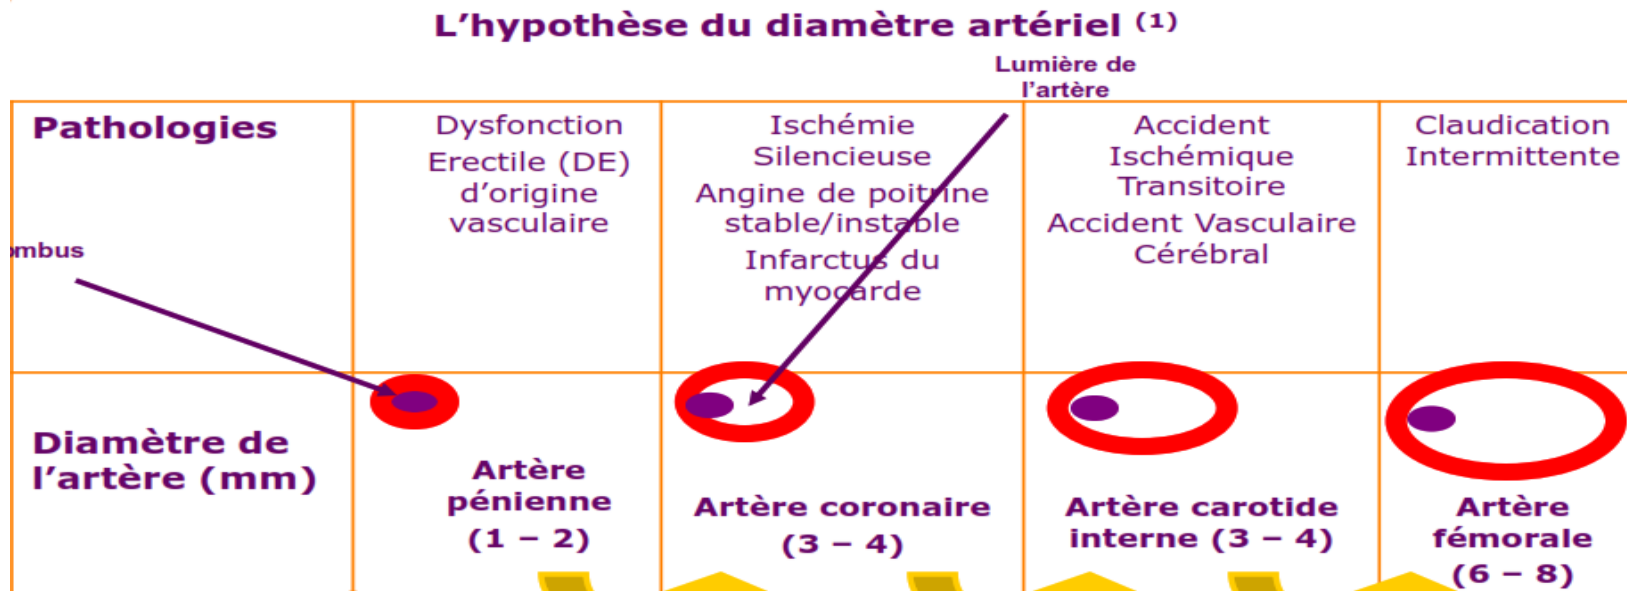 L'hypothèse du diamètre artériel (1)
Lumière de
l'artère
Pathologies
Dysfonction
Erectile (DE)
d'origine
vasculaire
Ischémie
Silencieuse
Angine de poitrine
stable/instable
Infarctus du
myocarde
Accident
Ischémique
Transitoire
Accident Vasculaire
Cérébral
Claudication
Intermittente
ombus
Diamètre de
l'artère (mm)
Artère
pénienne
(1 – 2)
Artère coronaire
(3 – 4)
Artère carotide
interne (3 – 4)
Artère
fémorale
(6 – 8)